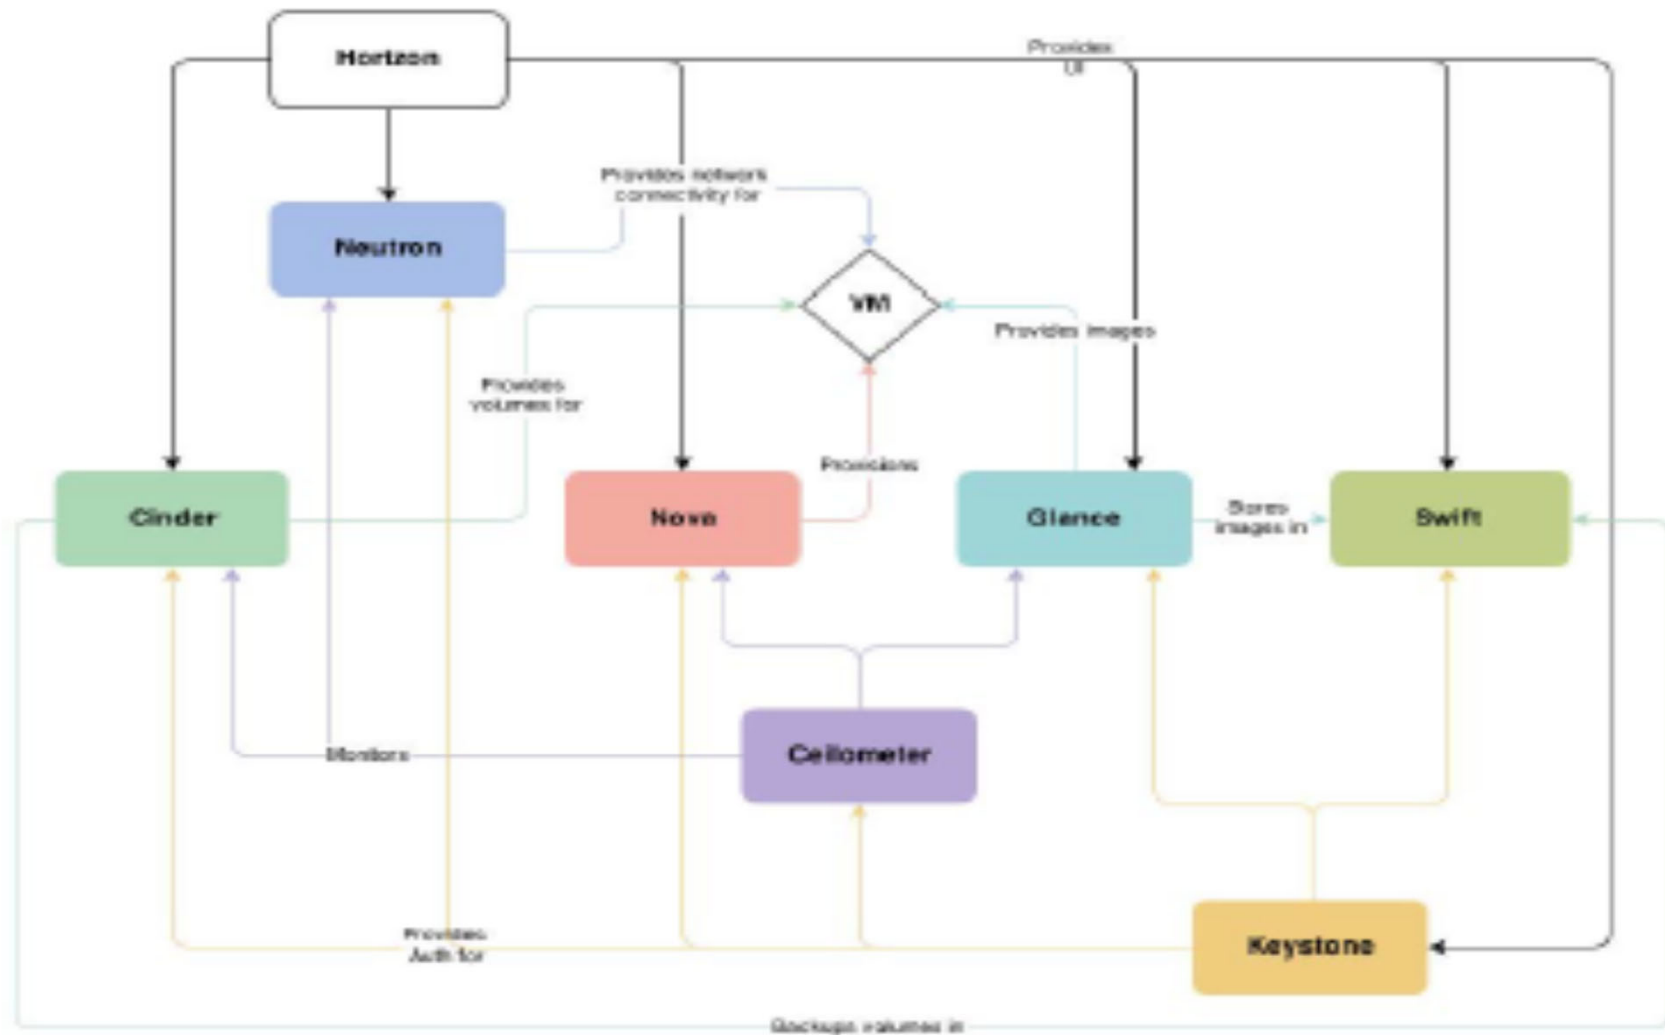 Horizon
Provides
UI
Provides network
connectivity for
Neutron
VM
Provides images
Provides
volumes for
Provisions
Cinder
Nova
Glance
Stores
images in
Swift
Monitors
Ceilometer
Provides
Auth for
Keystone
Backups volumes in